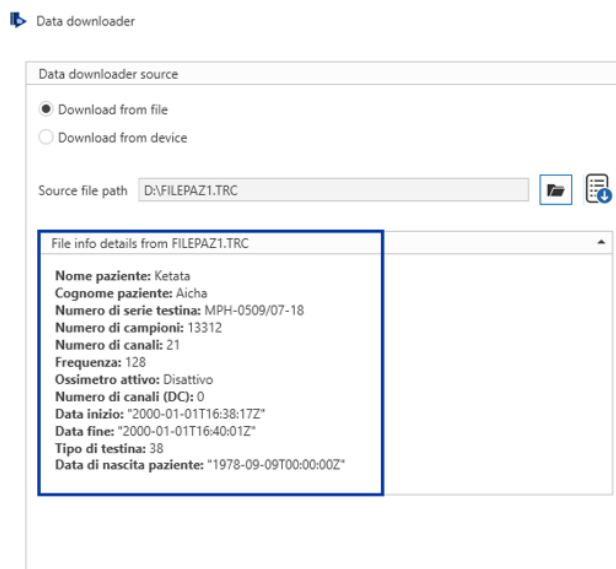 Data downloader
Data downloader source
Download from file
Download from device
Source file path D:\FILEPAZ1.TRC
File info details from FILEPAZ1.TRC
Nome paziente: Ketata
Cognome paziente: Aicha
Numero di serie testina: MPH-0509/07-18
Numero di campioni: 13312
Numero di canali: 21
Frequenza: 128
Ossimetro attivo: Disattivo
Numero di canali (DC): 0
Data inizio: "2000-01-01T16:38:17Z"
Data fine: "2000-01-01T16:40:01Z"
Tipo di testina: 38
Data di nascita paziente: "1978-09-09T00:00:00Z"